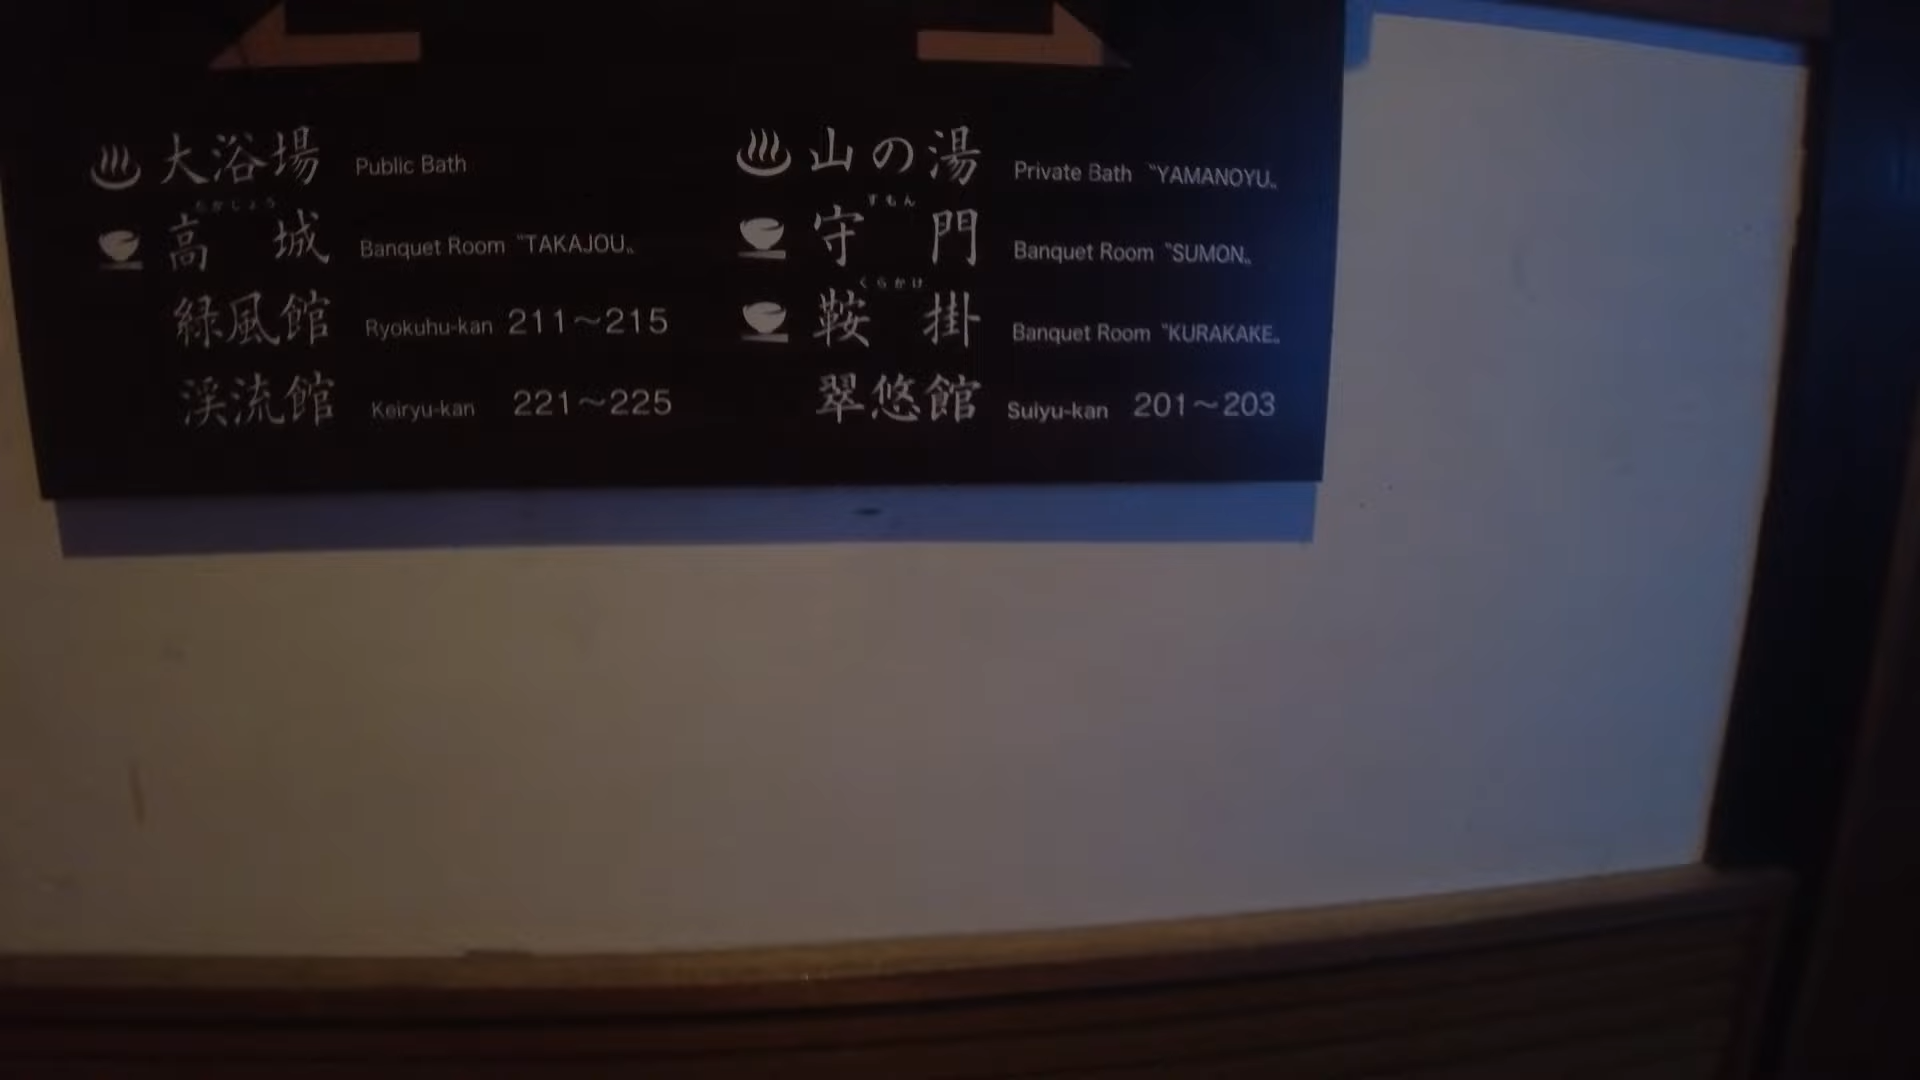 大浴場 Public Bath
たかじょう
高城 Banquet Room〝TAKAJOU〟
緑風館 Ryokuhu-kan 211～215
渓流館 Keiryu-kan 221～225
山の湯 Private Bath〝YAMANOYU〟
すもん
守門 Banquet Room〝SUMON〟
くらかけ
鞍掛 Banquet Room〝KURAKAKE〟
翠悠館 Suiyu-kan 201～203